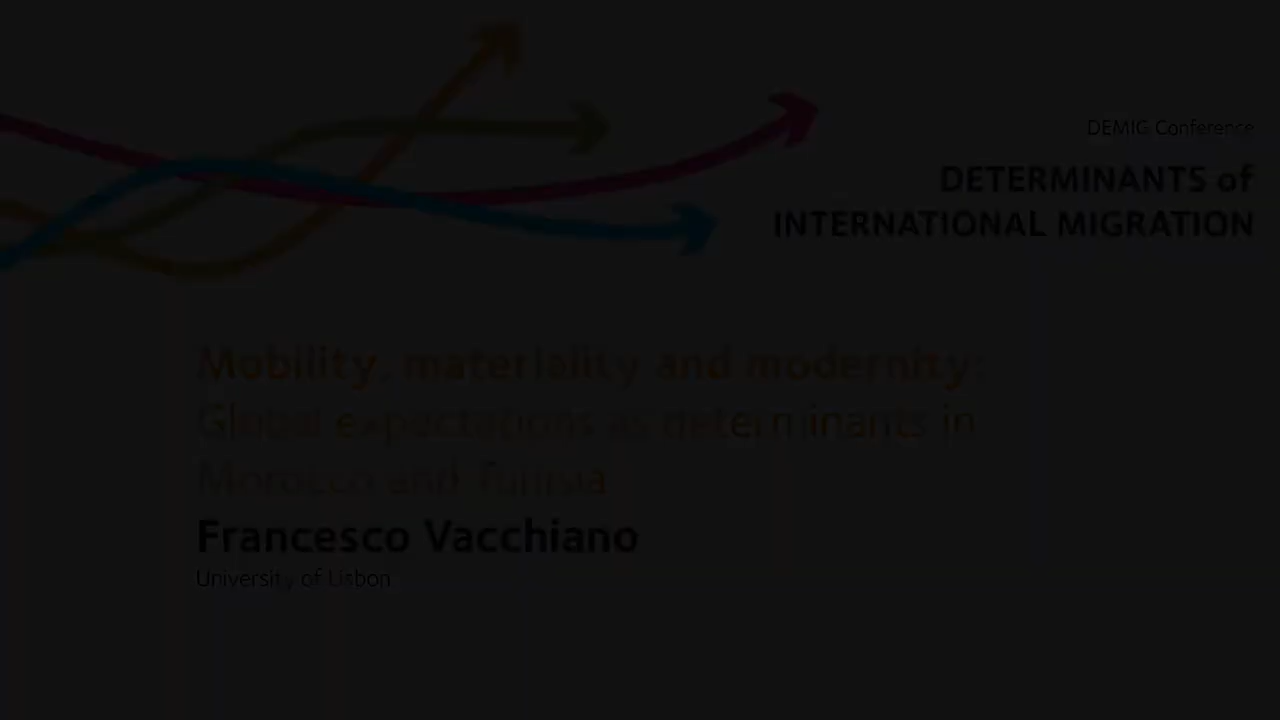 DEMIG Conference
DETERMINANTS of
INTERNATIONAL MIGRATION
Mobility, materiality and modernity:
Global expectations as determinants in
Morocco and Tunisia
Francesco Vacchiano
University of Lisbon